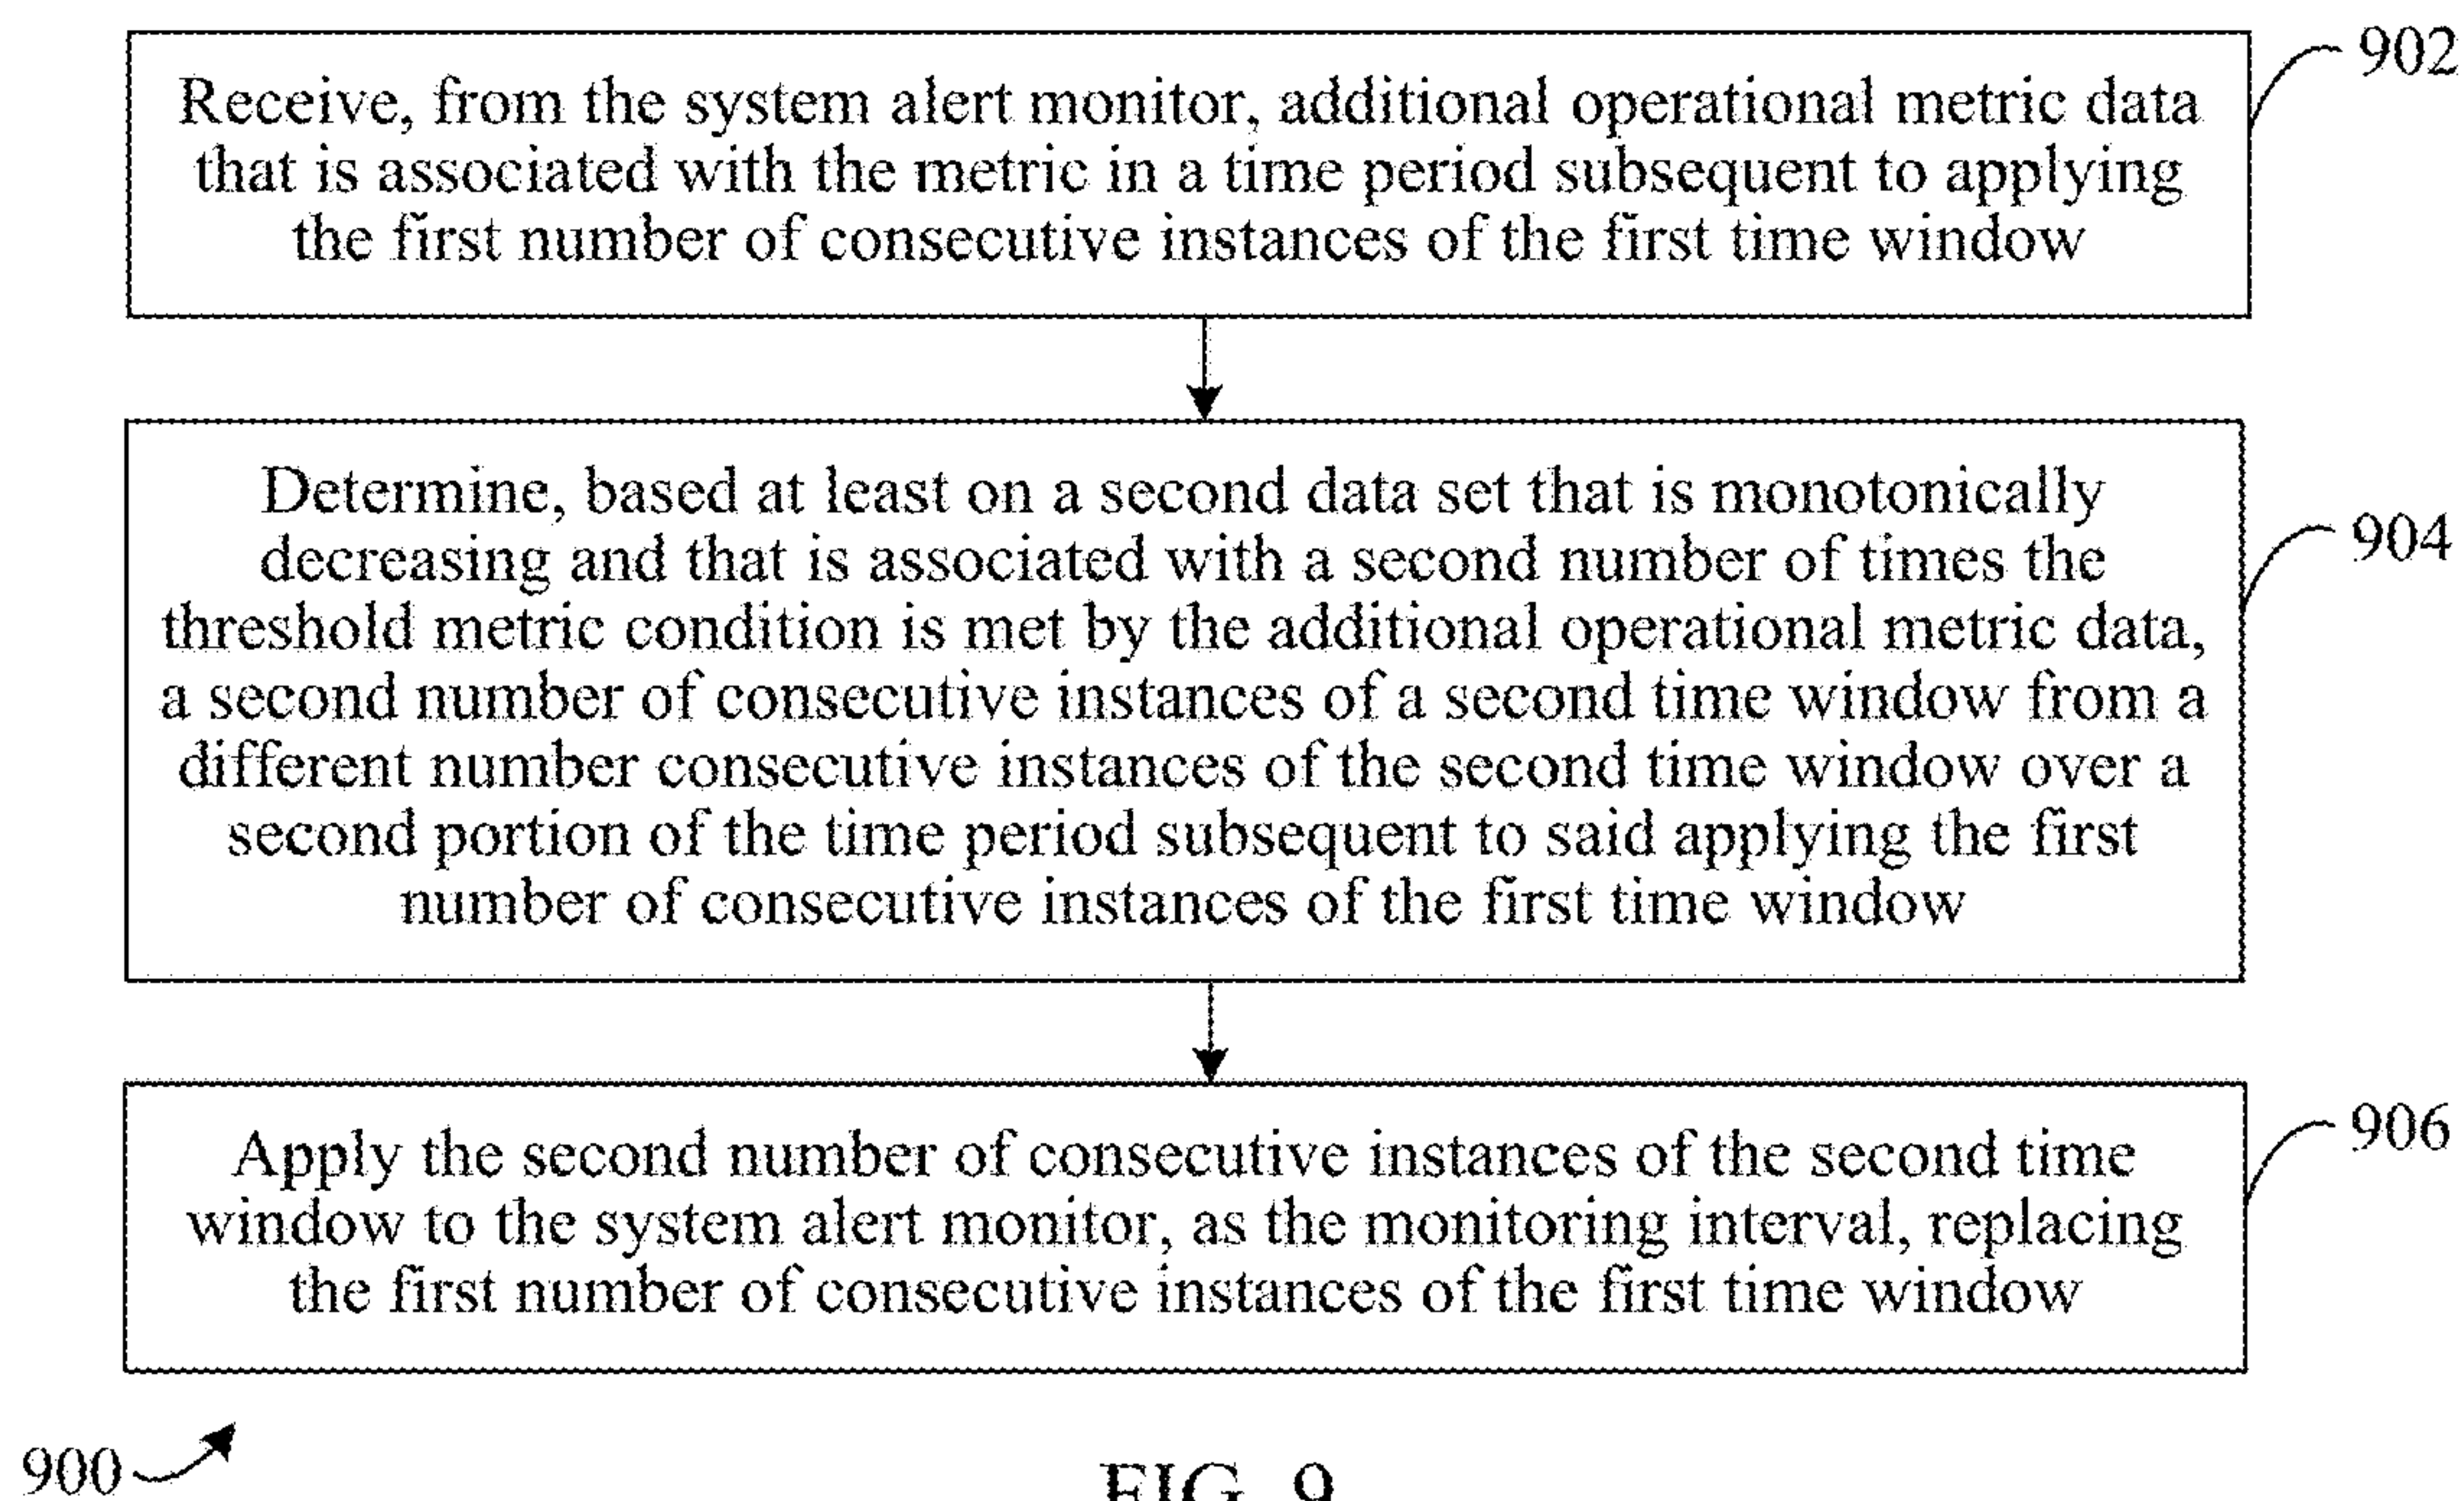 902
Receive, from the system alert monitor, additional operational metric data
that is associated with the metric in a time period subsequent to applying
the first number of consecutive instances of the first time window
904
Determine, based at least on a second data set that is monotonically
decreasing and that is associated with a second number of times the
threshold metric condition is met by the additional operational metric data,
a second number of consecutive instances of a second time window from a
different number consecutive instances of the second time window over a
second portion of the time period subsequent to said applying the first
number of consecutive instances of the first time window
906
Apply the second number of consecutive instances of the second time
window to the system alert monitor, as the monitoring interval, replacing
the first number of consecutive instances of the first time window
900
FIG. 9